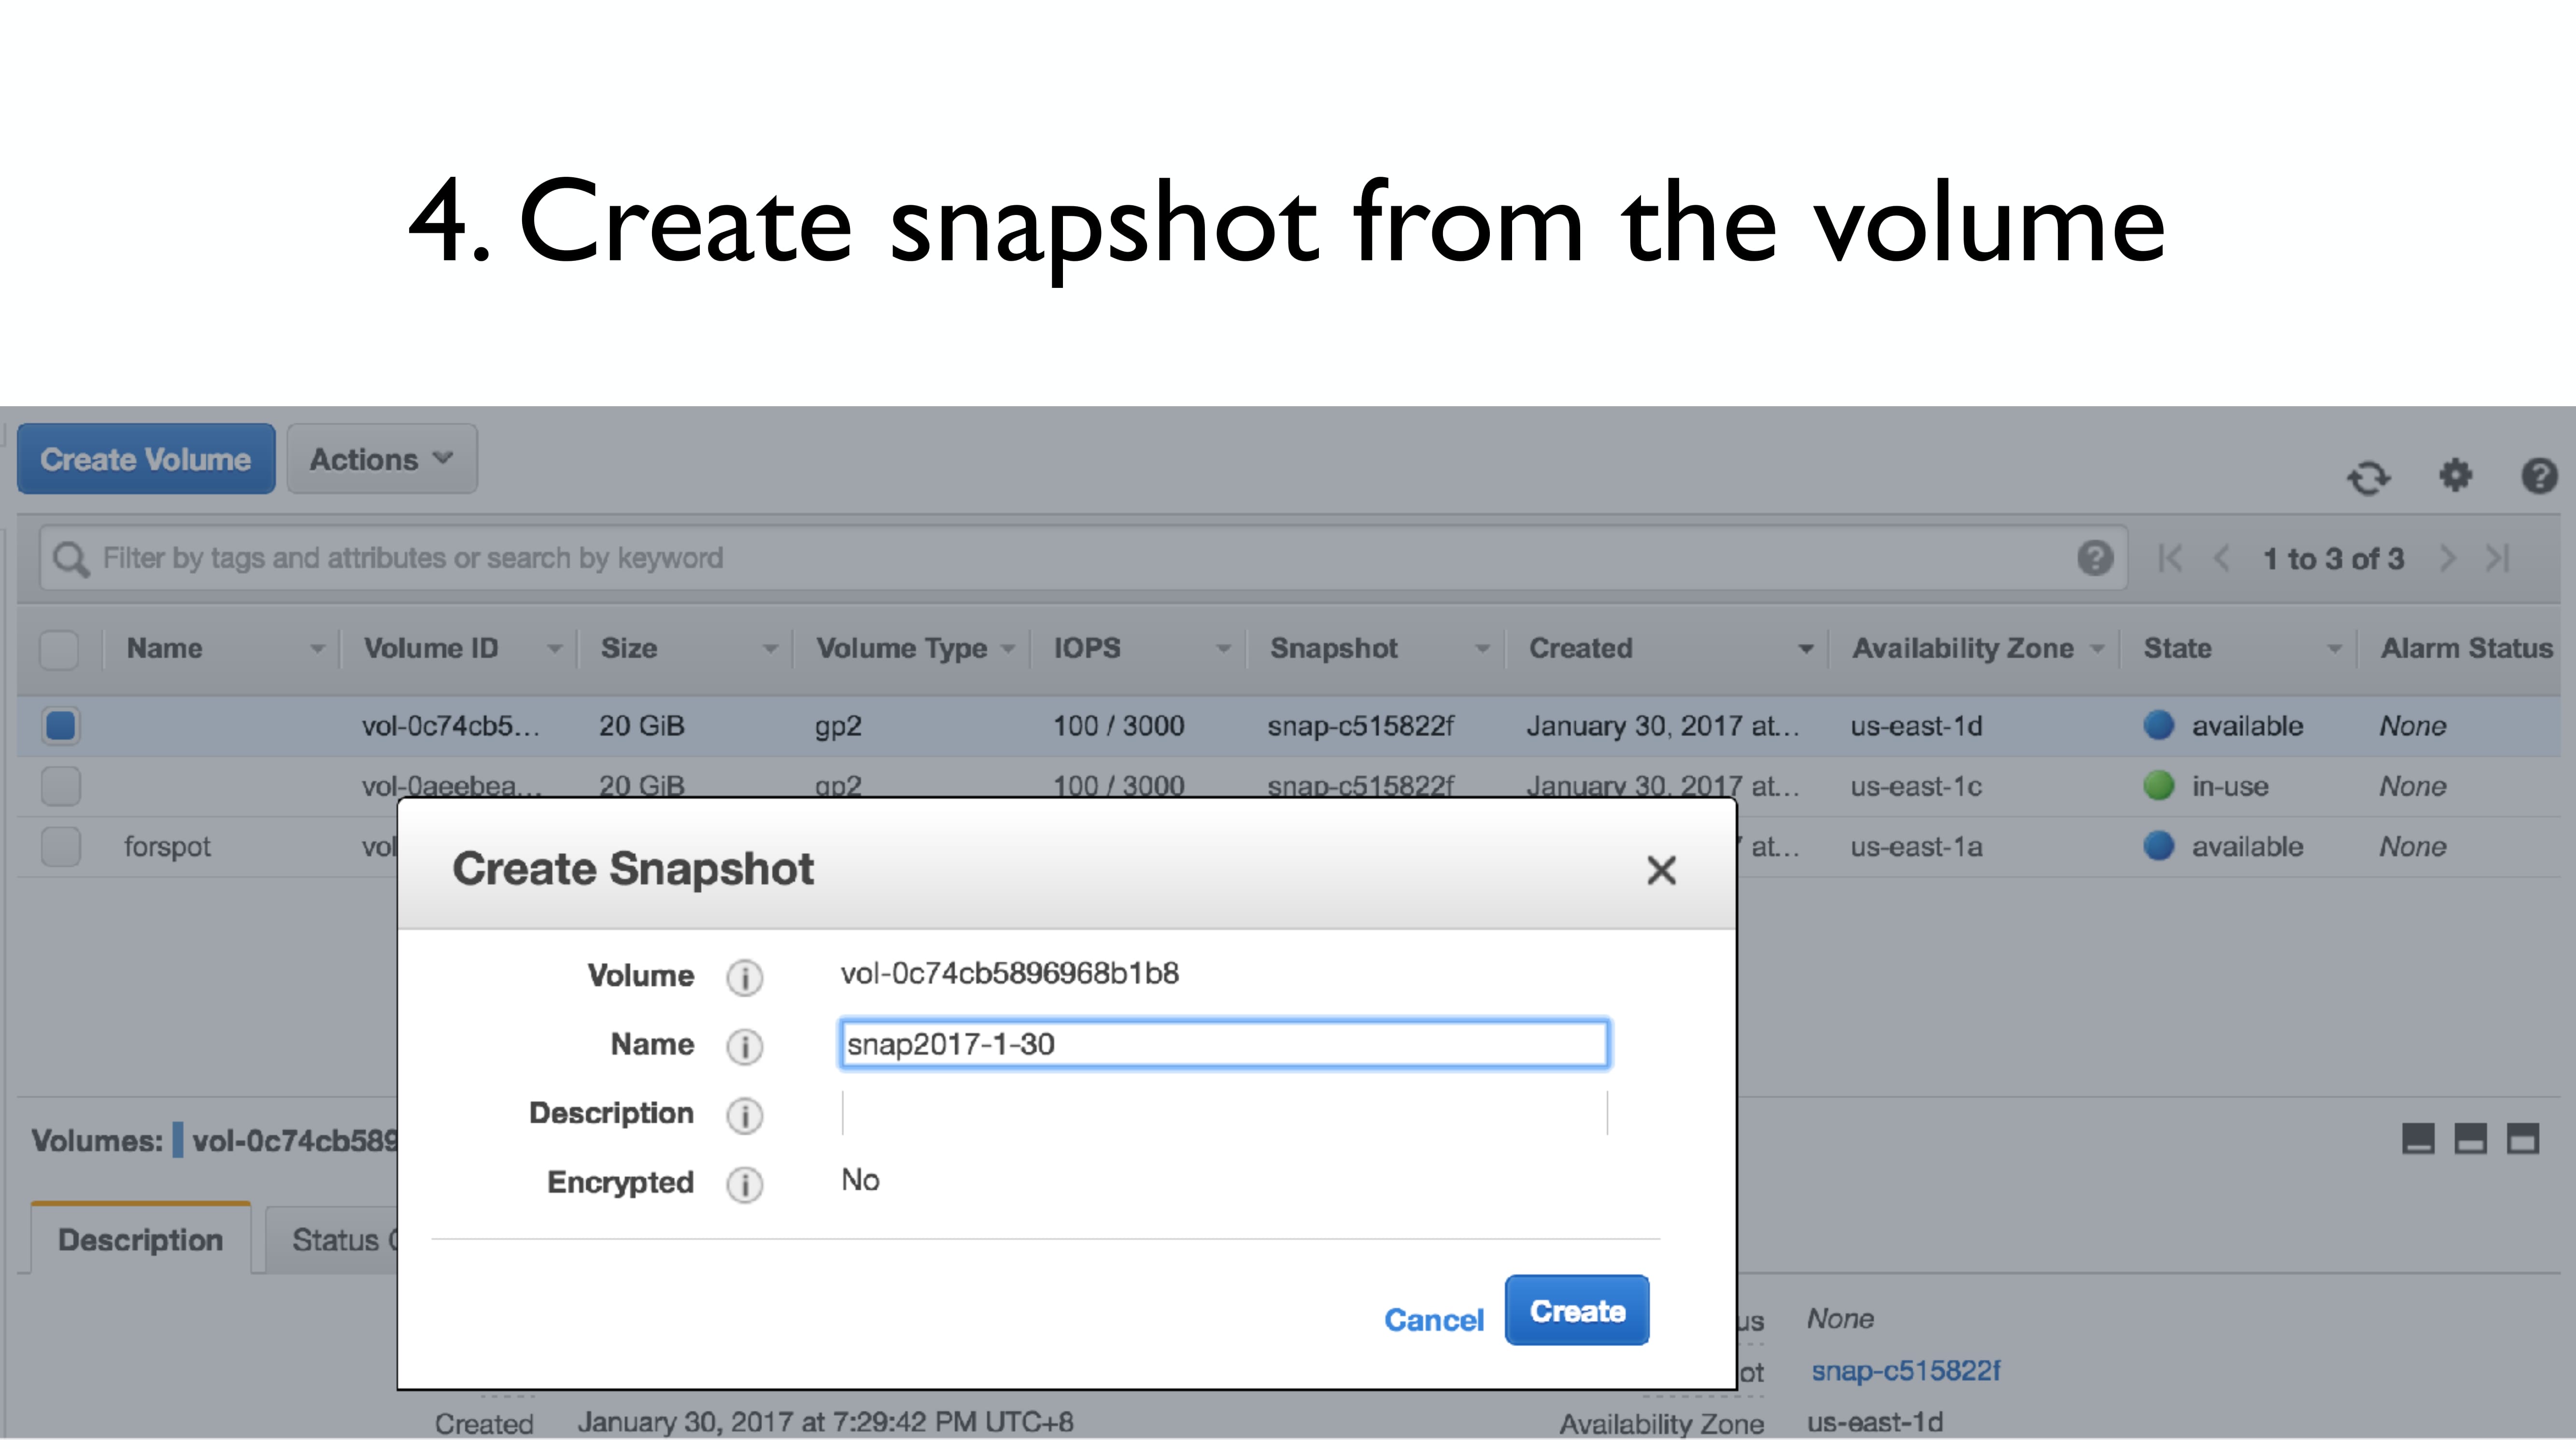 4. Create snapshot from the volume
Create Volume Actions
Filter by tags and attributes or search by keyword 1 to 3 of 3
Name Volume ID Size Volume Type IOPS Snapshot Created Availability Zone State Alarm Status
vol-0c74cb5... 20 GiB gp2 100 / 3000 snap-c515822f January 30, 2017 at... us-east-1d available None
vol-0aeebea... 20 GiB gp2 100 / 3000 snap-c515822f January 30, 2017 at... us-east-1c in-use None
forspot vol at... us-east-1a available None
Create Snapshot
Volume vol-0c74cb5896968b1b8
Name snap2017-1-30
Description
Encrypted No
Cancel Create
Volumes: vol-0c74cb589
Description Status
us None
ot snap-c515822f
Created January 30, 2017 at 7:29:42 PM UTC+8 Availability Zone us-east-1d